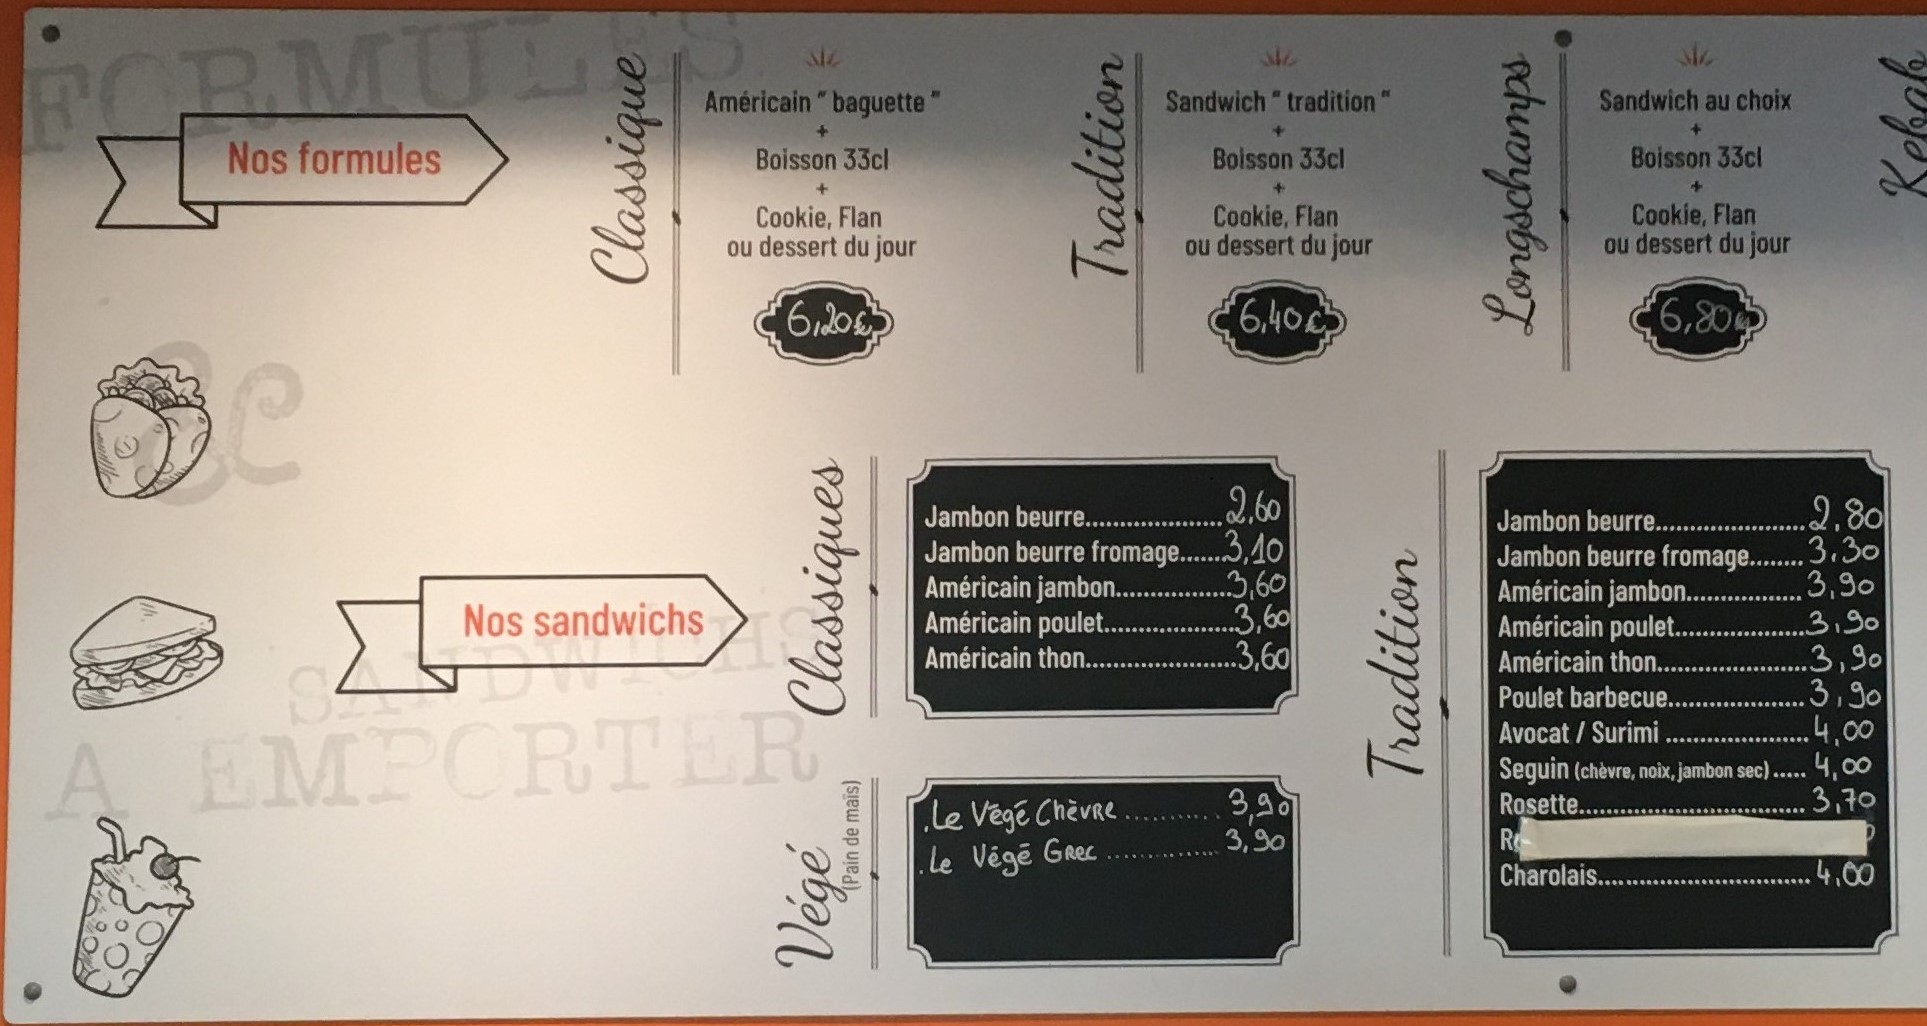 FORMULES
Nos formules
Classique
Américain " baguette "
+
Boisson 33cl
+
Cookie, Flan
ou dessert du jour
6,20€
Tradition
Sandwich " tradition "
+
Boisson 33cl
+
Cookie, Flan
ou dessert du jour
6,40€
Longschamps
Sandwich au choix
+
Boisson 33cl
+
Cookie, Flan
ou dessert du jour
6,80€
Kebab
&
SANDWICHS
A EMPORTER
Nos sandwichs
Classiques
Jambon beurre.....................2,60
Jambon beurre fromage.......3,10
Américain jambon..................3,60
Américain poulet....................3,60
Américain thon.......................3,60
Végé
(Pain de maïs)
.Le Végé Chèvre .......... 3,90
.Le Végé Grec ............ 3,90
Tradition
Jambon beurre.......................2,80
Jambon beurre fromage........ 3.30
Américain jambon.................. 3,90
Américain poulet....................3,90
Américain thon.......................3,90
Poulet barbecue..................... 3,90
Avocat / Surimi ...................... 4,00
Seguin (chèvre, noix, jambon sec) ..... 4,00
Rosette................................... 3,70
Charolais................................. 4,00